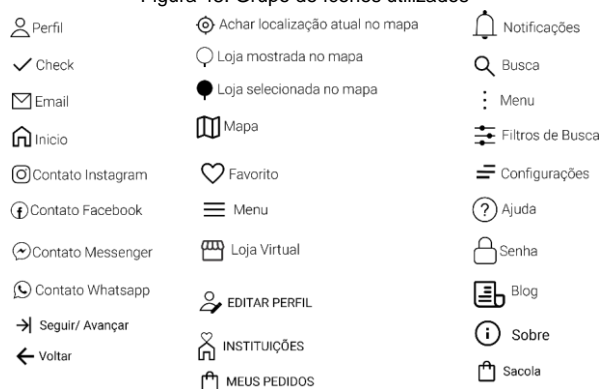 Figura 45. Grupo de ícones utilizados
Perfil
Check
Email
Inicio
Contato Instagram
Contato Facebook
Contato Messenger
Contato Whatsapp
Seguir/ Avançar
Voltar
Achar localização atual no mapa
Loja mostrada no mapa
Loja selecionada no mapa
Mapa
Favorito
Menu
Loja Virtual
EDITAR PERFIL
INSTITUIÇÕES
MEUS PEDIDOS
Notificações
Busca
Menu
Filtros de Busca
Configurações
Ajuda
Senha
Blog
Sobre
Sacola